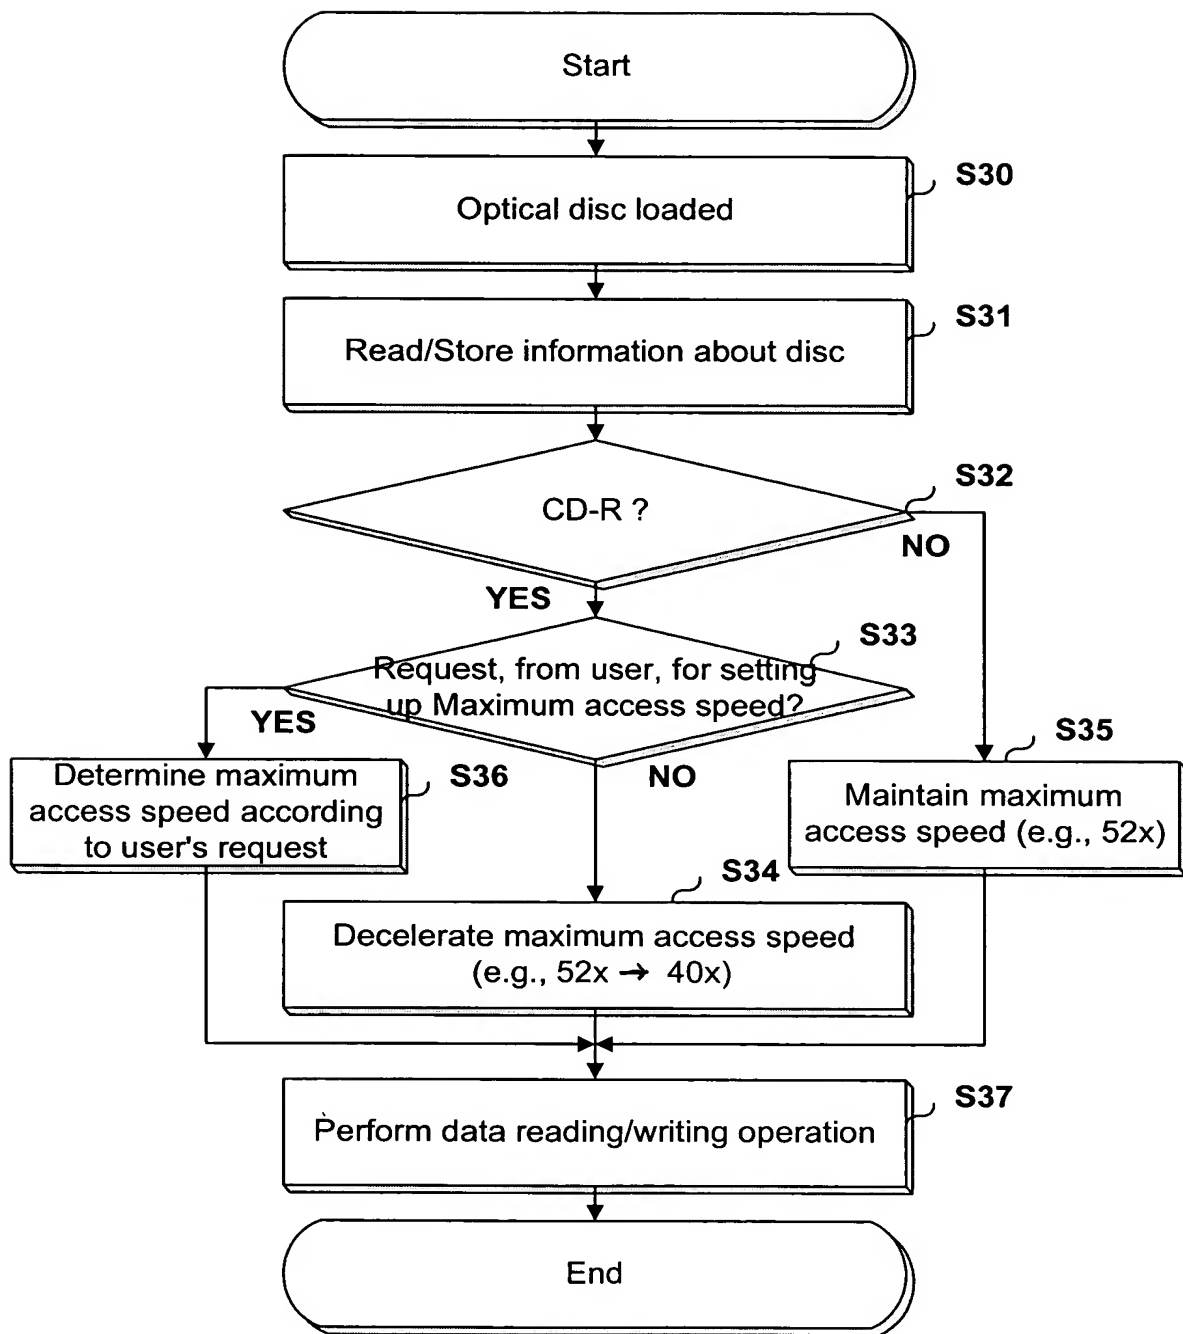 Start
S30
Optical disc loaded
S31
Read/Store information about disc
S32
CD-R ?
NO
YES
S33
Request, from user, for setting
up Maximum access speed?
YES
NO
S36
Determine maximum
access speed according
to user's request
S35
Maintain maximum
access speed (e.g., 52x)
S34
Decelerate maximum access speed
(e.g., 52x → 40x)
S37
Perform data reading/writing operation
End